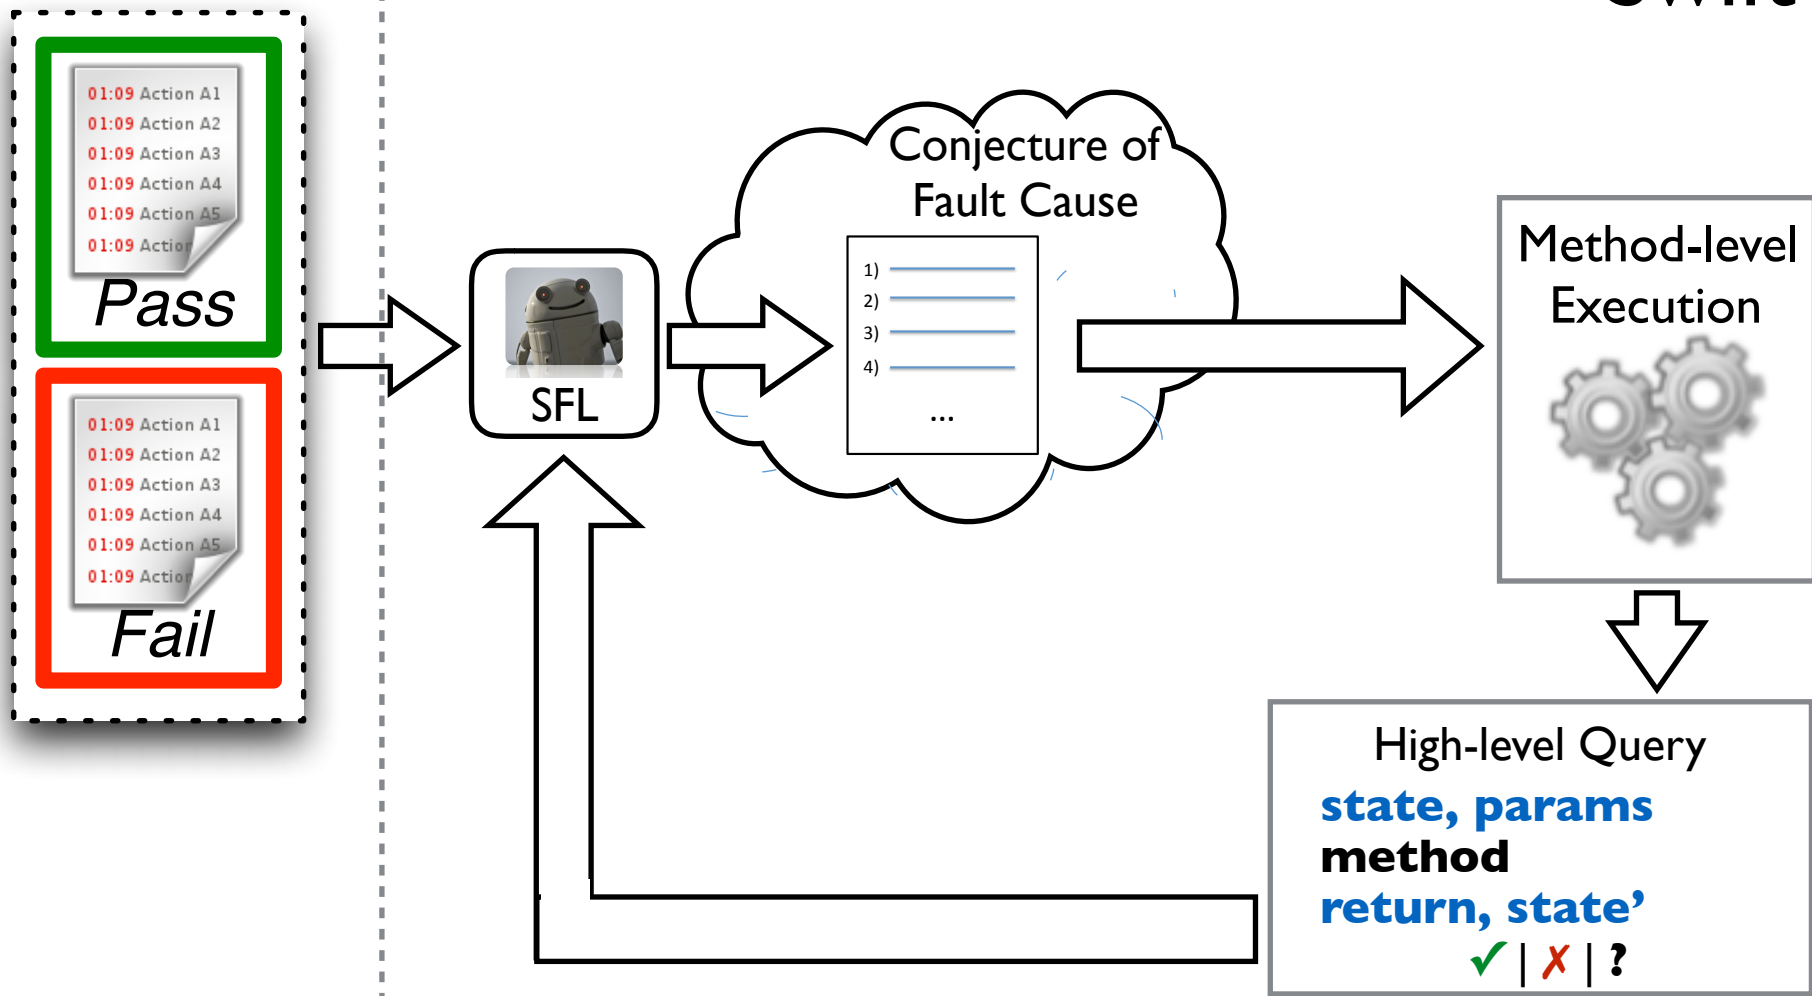 01:09 Action A1
01:09 Action A2
01:09 Action A3
01:09 Action A4
01:09 Action A5
01:09 Action
Pass
01:09 Action A1
01:09 Action A2
01:09 Action A3
01:09 Action A4
01:09 Action A5
01:09 Action
Fail
SFL
Conjecture of
Fault Cause
1)
2)
3)
4)
...
Method-level
Execution
High-level Query
state, params
method
return, state’
✓ | ✗ | ?